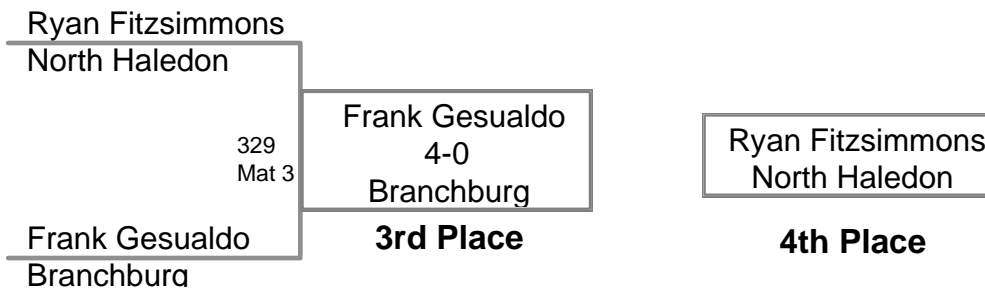 Ryan Fitzsimmons
North Haledon
329
Mat 3
Frank Gesualdo
Branchburg
Frank Gesualdo
4-0
Branchburg
3rd Place
Ryan Fitzsimmons
North Haledon
4th Place